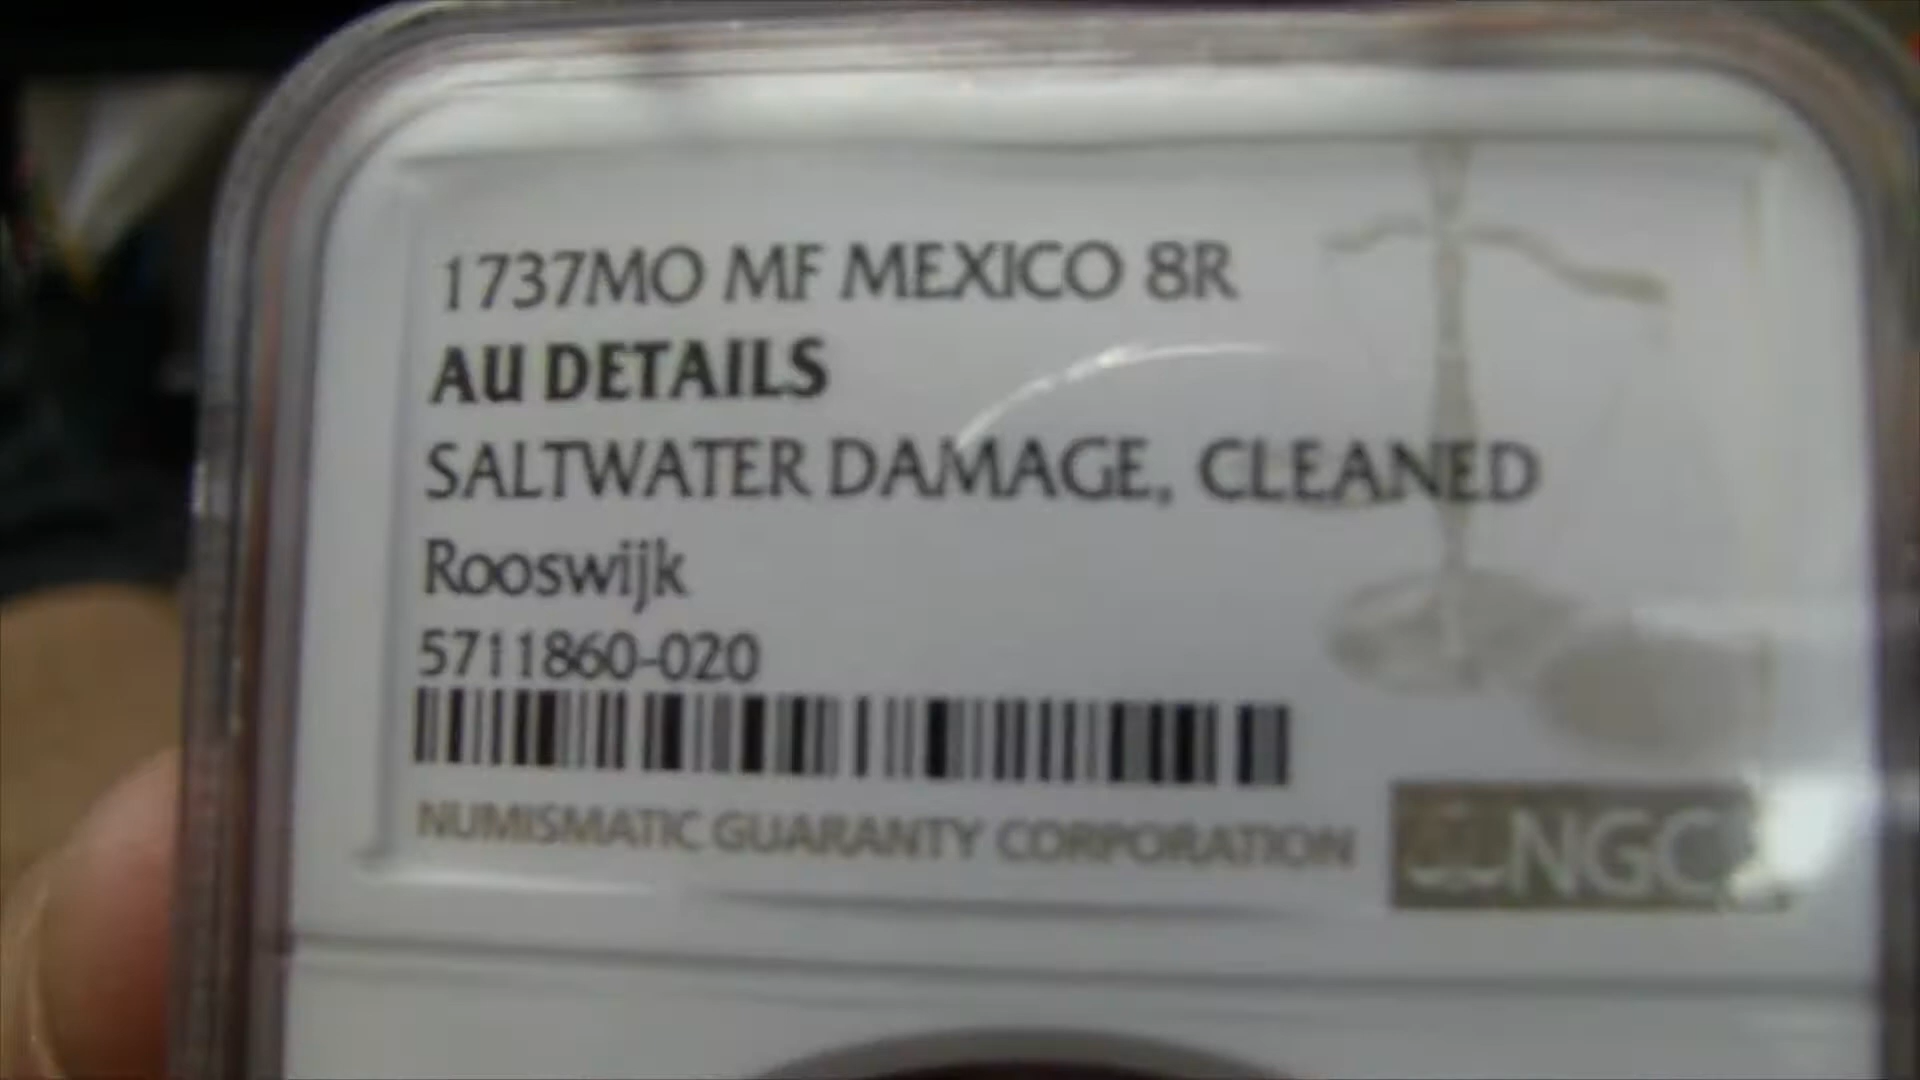 1737MO MF MEXICO 8R
AU DETAILS
SALTWATER DAMAGE, CLEANED
Rooswijk
5711860-020
NUMISMATIC GUARANTY CORPORATION
NGC